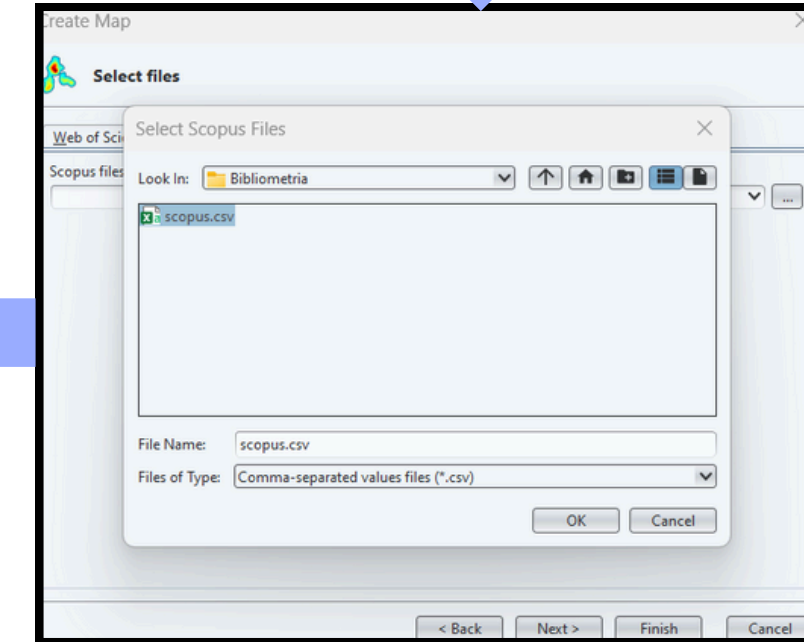 Create Map
Select files
Web of Sci
Select Scopus Files
Scopus files
Look In: Bibliometria
...
scopus.csv
File Name: scopus.csv
Files of Type: Comma-separated values files (*.csv)
OK Cancel
< Back Next > Finish Cancel